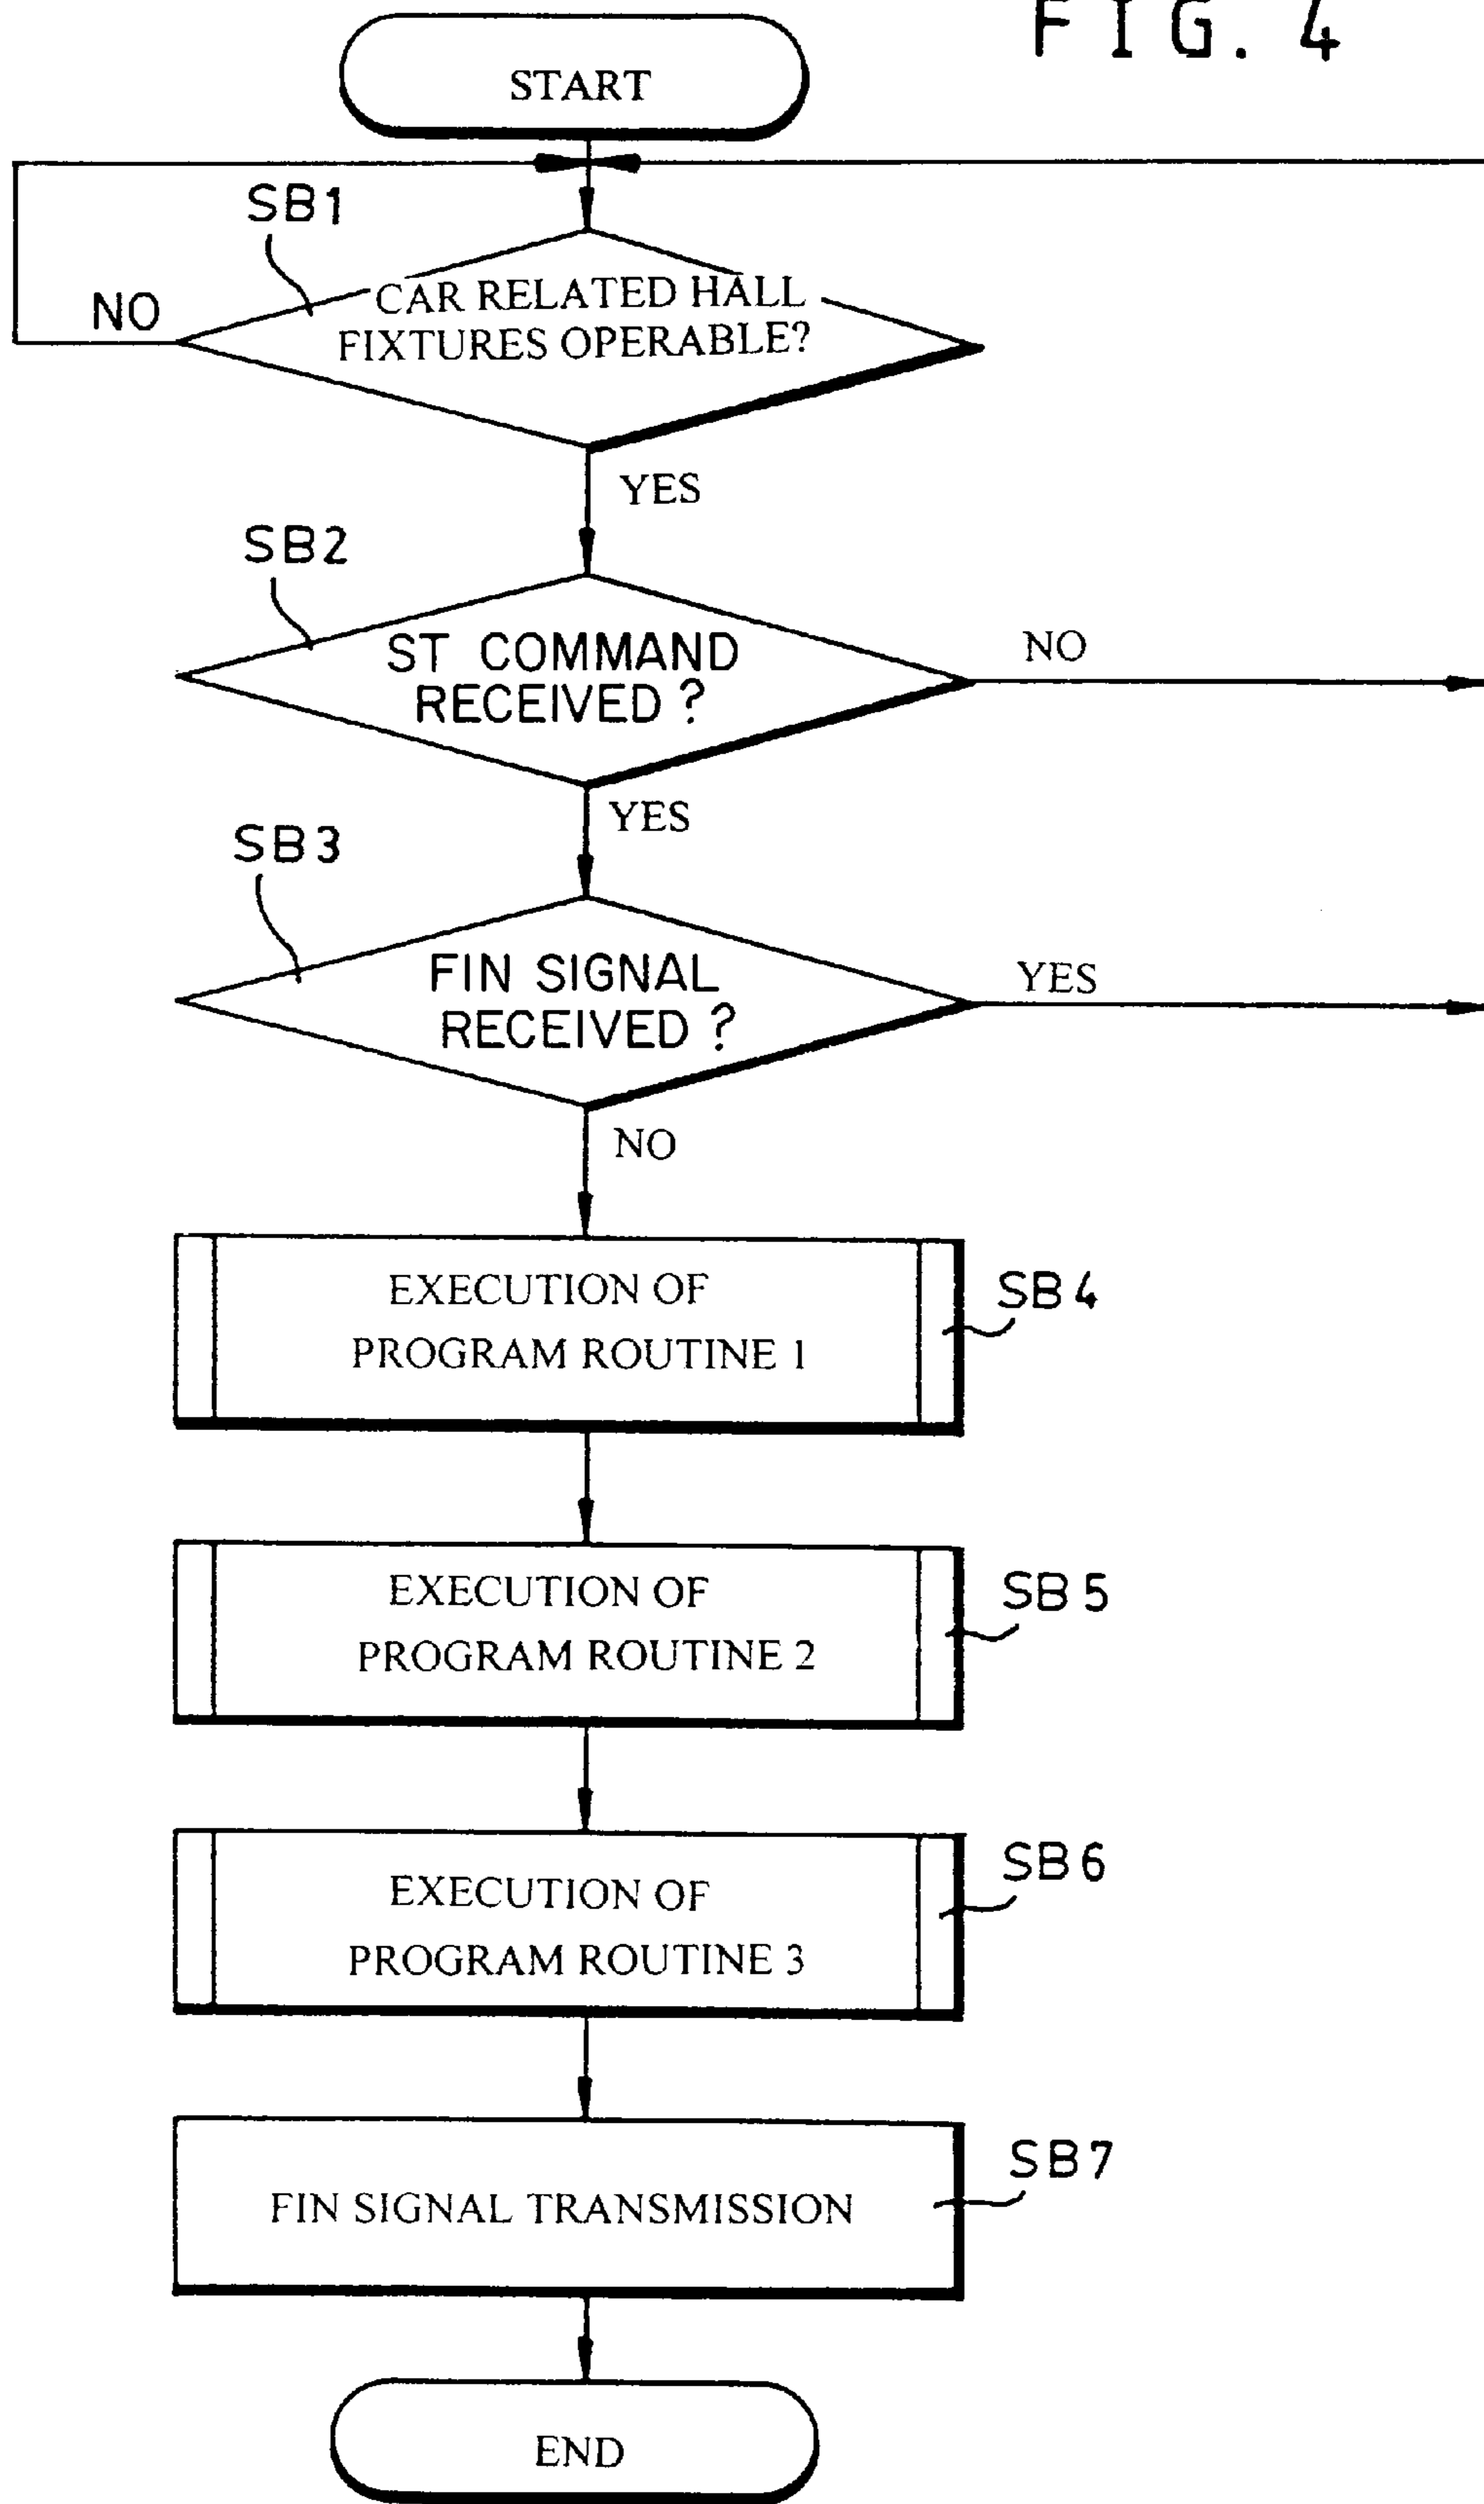 FIG. 4
START
SB1
NO
CAR RELATED HALL
FIXTURES OPERABLE?
YES
SB2
ST COMMAND
RECEIVED ?
NO
YES
SB3
FIN SIGNAL
RECEIVED ?
YES
NO
EXECUTION OF
PROGRAM ROUTINE 1
SB4
EXECUTION OF
PROGRAM ROUTINE 2
SB5
EXECUTION OF
PROGRAM ROUTINE 3
SB6
FIN SIGNAL TRANSMISSION
SB7
END